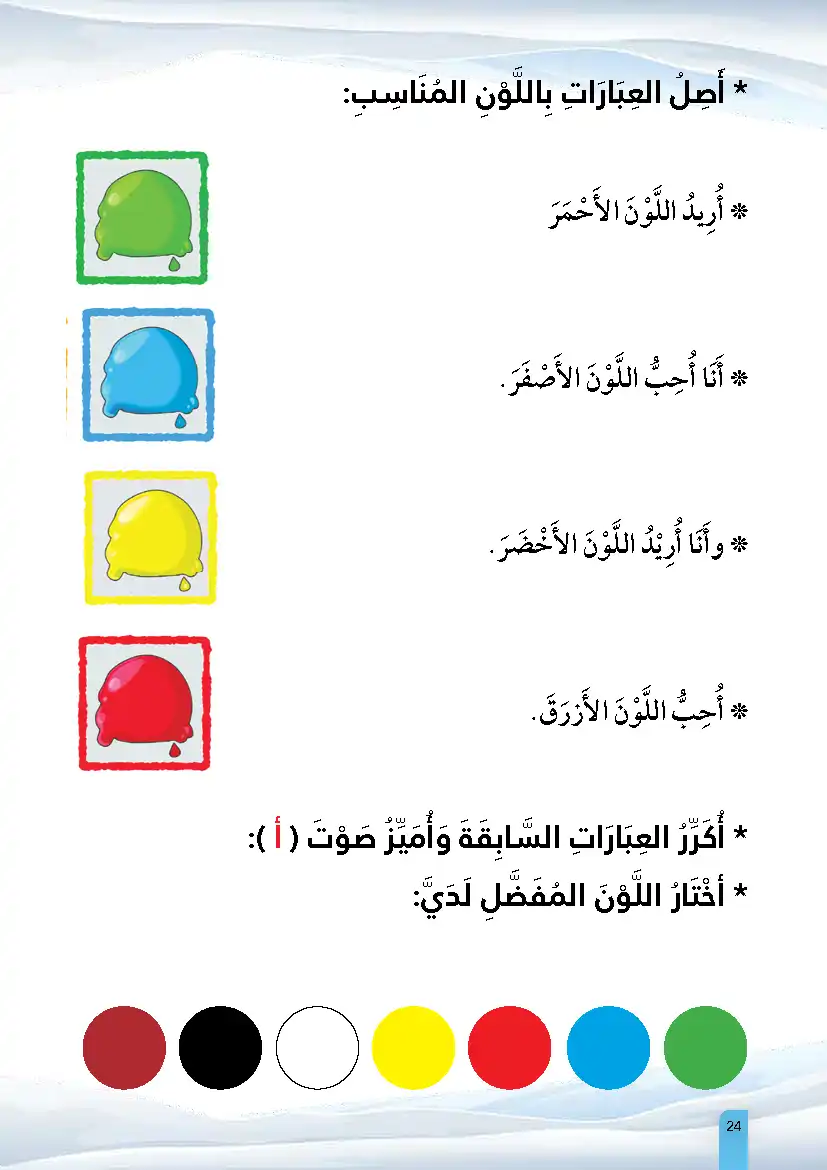 * أَصِلُ العِبَارَاتِ بِاللَّوْنِ المُنَاسِبِ:
* أُرِيدُ اللَّوْنَ الأَحْمَرَ
* أَنَا أُحِبُّ اللَّوْنَ الأَصْفَرَ.
* وأَنَا أُرِيْدُ اللَّوْنَ الأَخْضَرَ.
* أُحِبُّ اللَّوْنَ الأَزرَقَ.
* أُكَرِّرُ العِبَارَاتِ السَّابِقَةَ وَأُمَيِّزُ صَوْتَ ( أ ):
* أخْتَارُ اللَّوْنَ المُفَضَّلِ لَدَيَّ:
24